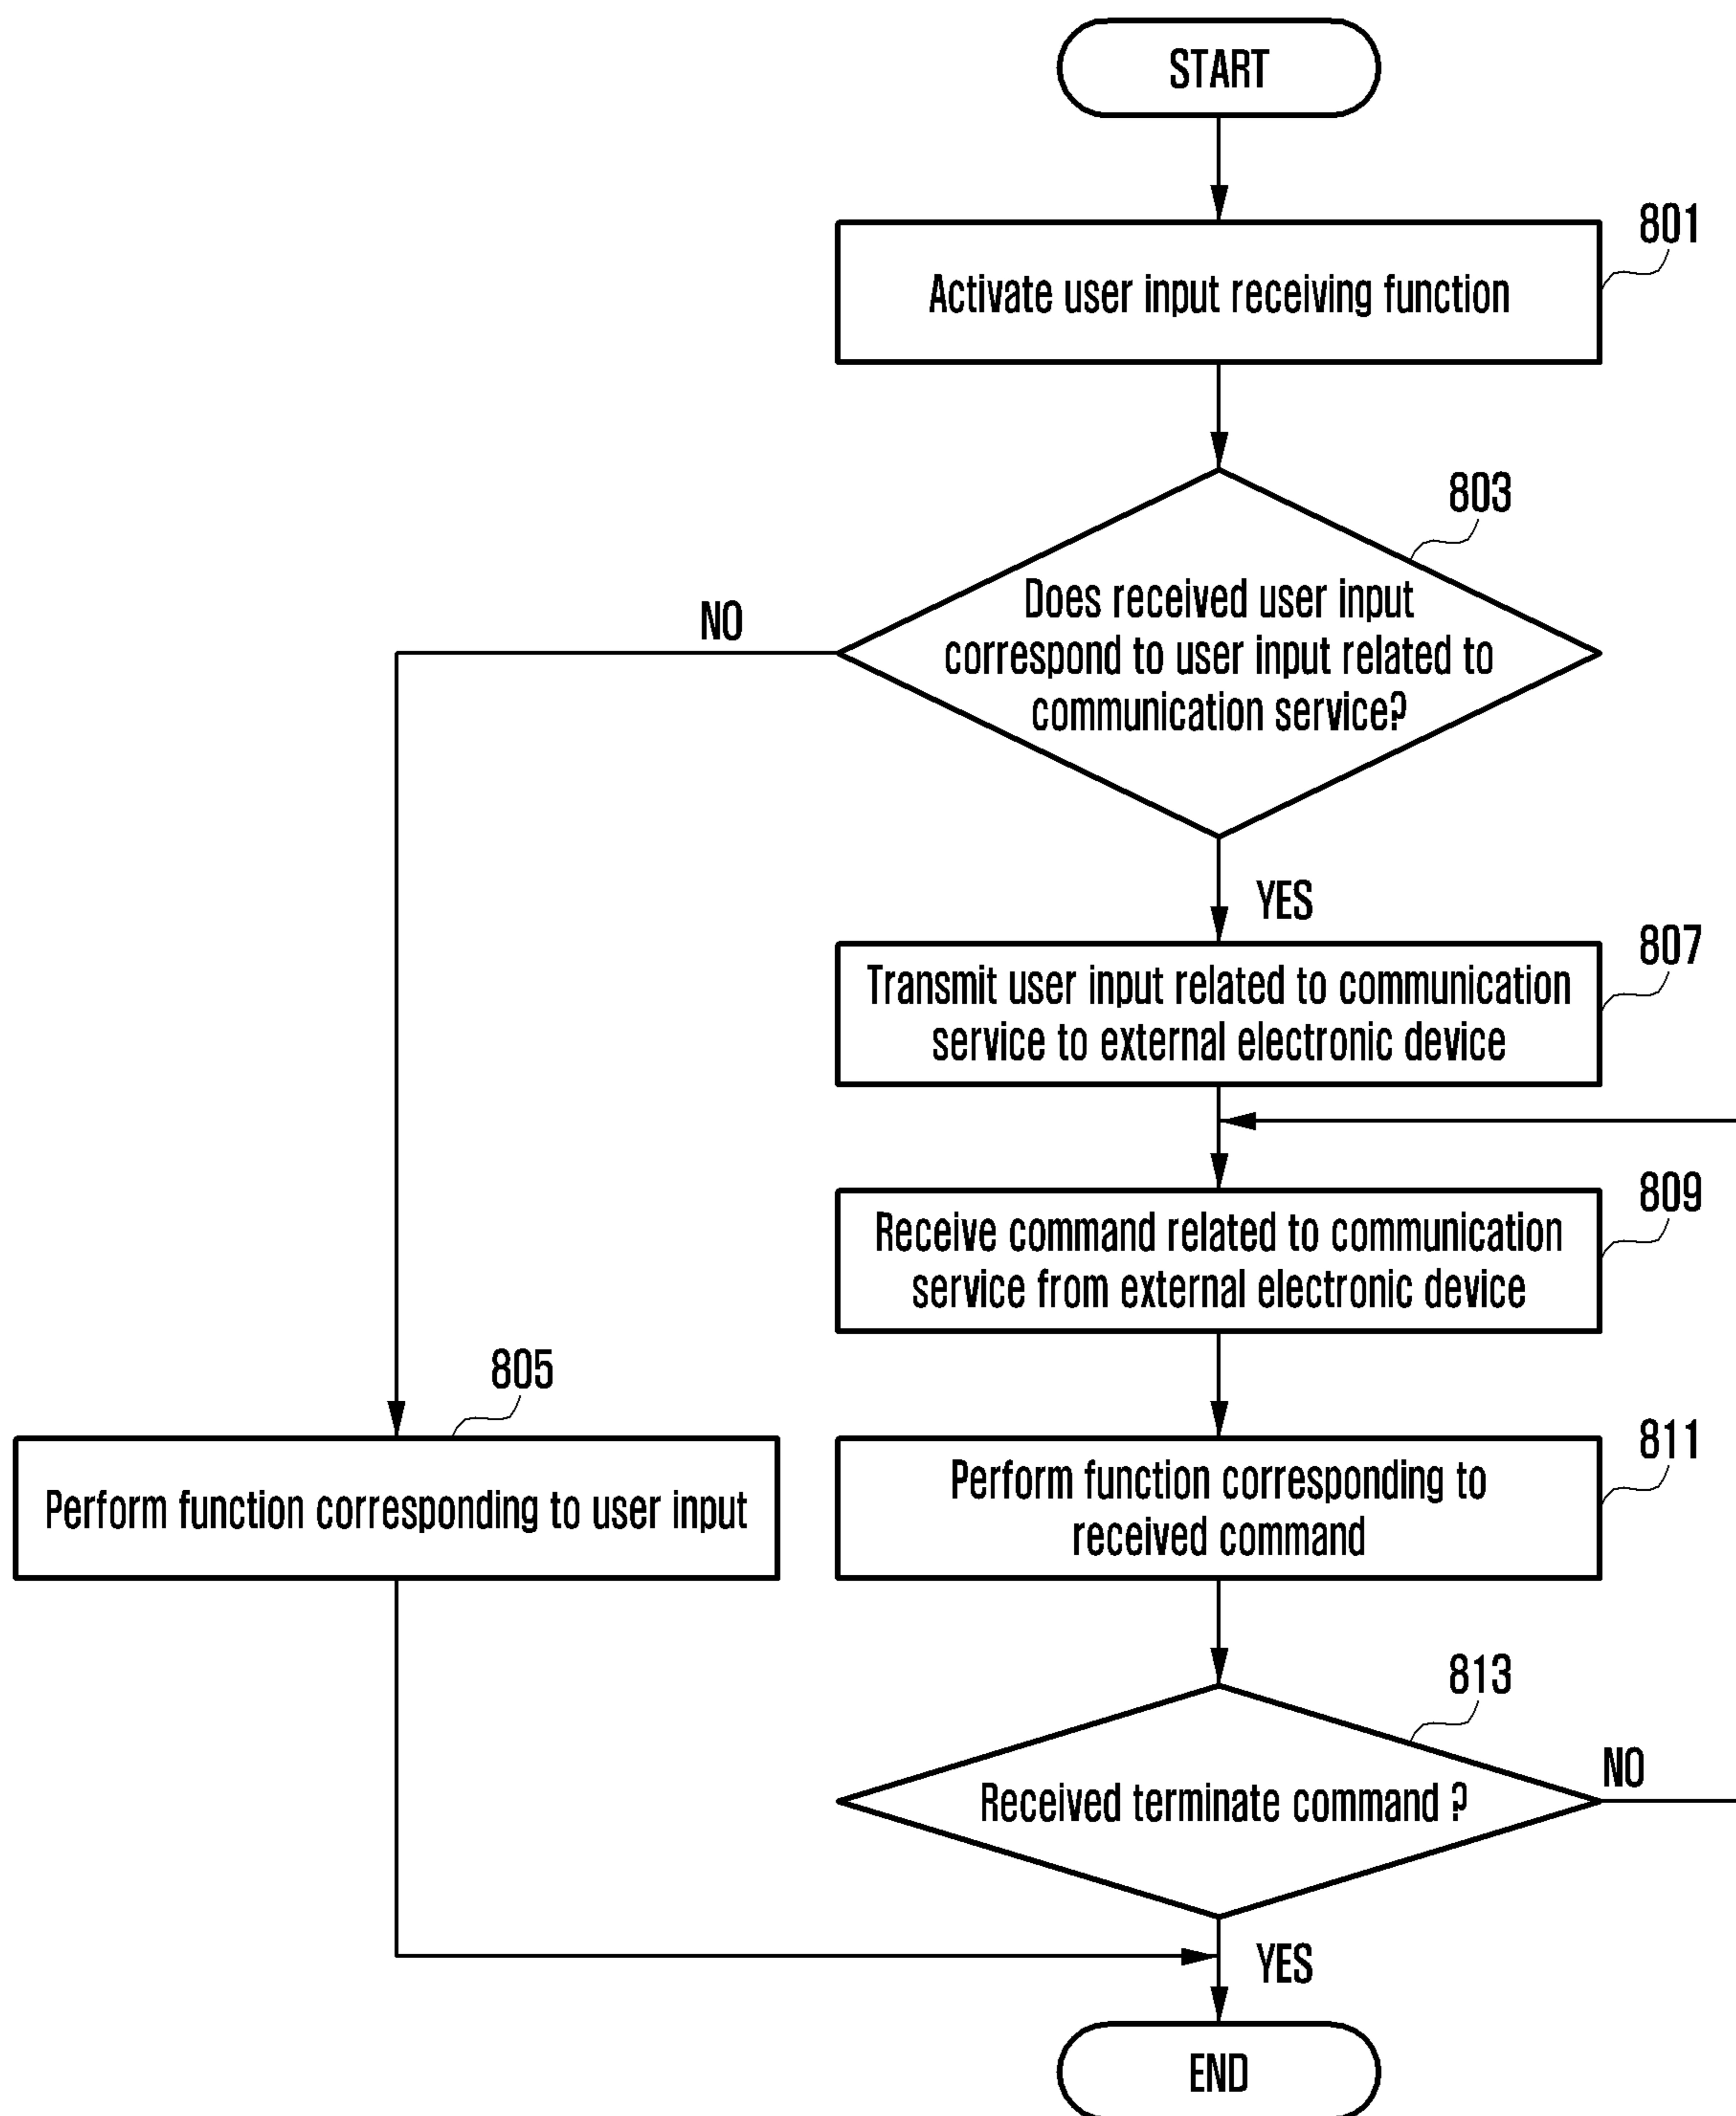 START
801
Activate user input receiving function
803
Does received user input
correspond to user input related to
communication service?
NO
YES
807
Transmit user input related to communication
service to external electronic device
809
Receive command related to communication
service from external electronic device
805
Perform function corresponding to user input
811
Perform function corresponding to
received command
813
Received terminate command ?
NO
YES
END